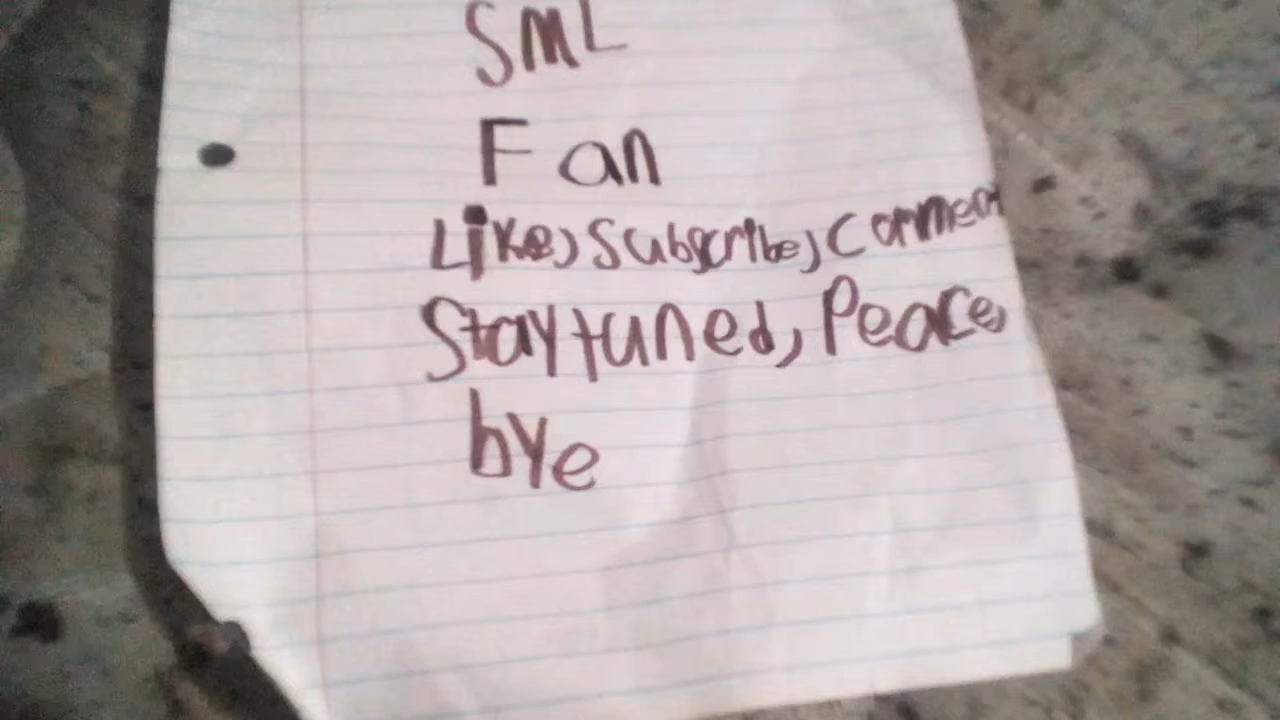 SML
Fan
Like, Subscribe, Comment
Stay tuned, Peace,
bye